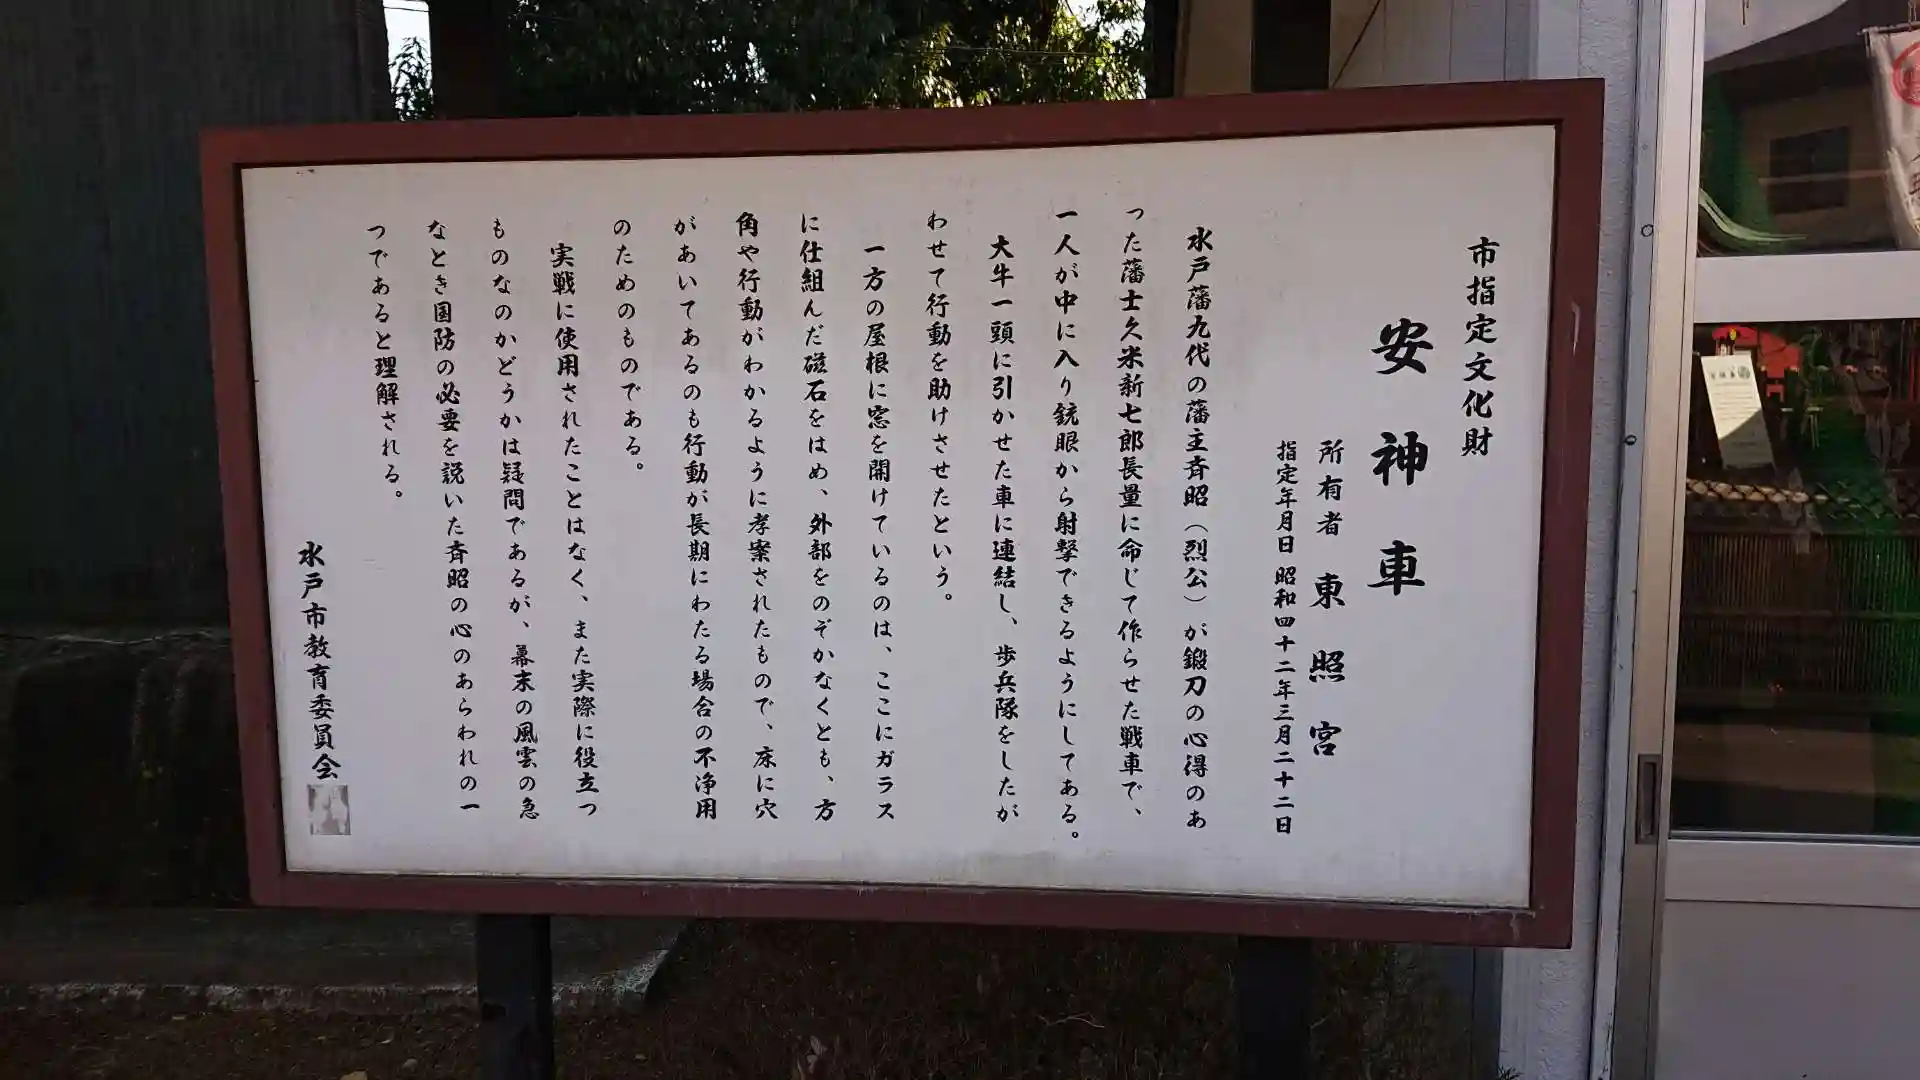 市指定文化財
安神車
所有者 東照宮
指定年月日 昭和四十二年三月二十二日
水戸藩九代の藩主斉昭（烈公）が鍛刀の心得のあ
った藩士久米新七郎長量に命じて作らせた戦車で、
一人が中に入り銃眼から射撃できるようにしてある。
大牛一頭に引かせた車に連結し、歩兵隊をしたが
わせて行動を助けさせたという。
一方の屋根に窓を開けているのは、ここにガラス
に仕組んだ磁石をはめ、外部をのぞかなくとも、方
角や行動がわかるように孝案されたもので、床に穴
があいてあるのも行動が長期にわたる場合の不浄用
のためのものである。
実戦に使用されたことはなく、また実際に役立つ
ものなのかどうかは疑問であるが、幕末の風雲の急
なとき国防の必要を説いた斉昭の心のあらわれの一
つであると理解される。
水戸市教育委員会